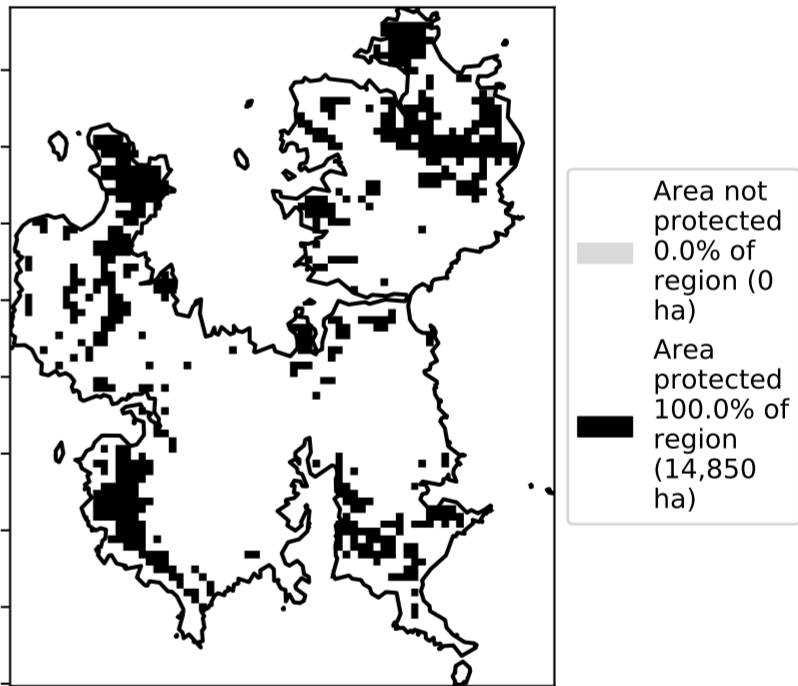 Area not
protected
0.0% of
region (0
ha)
Area
protected
100.0% of
region
(14,850
ha)